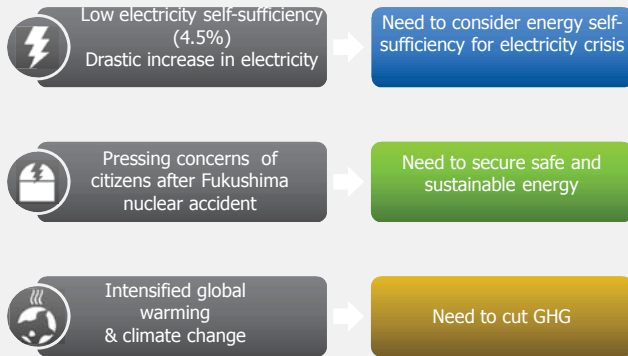 Low electricity self-sufficiency
(4.5%)
Drastic increase in electricity
Need to consider energy self-
sufficiency for electricity crisis
Pressing concerns of
citizens after Fukushima
nuclear accident
Need to secure safe and
sustainable energy
Intensified global
warming
& climate change
Need to cut GHG